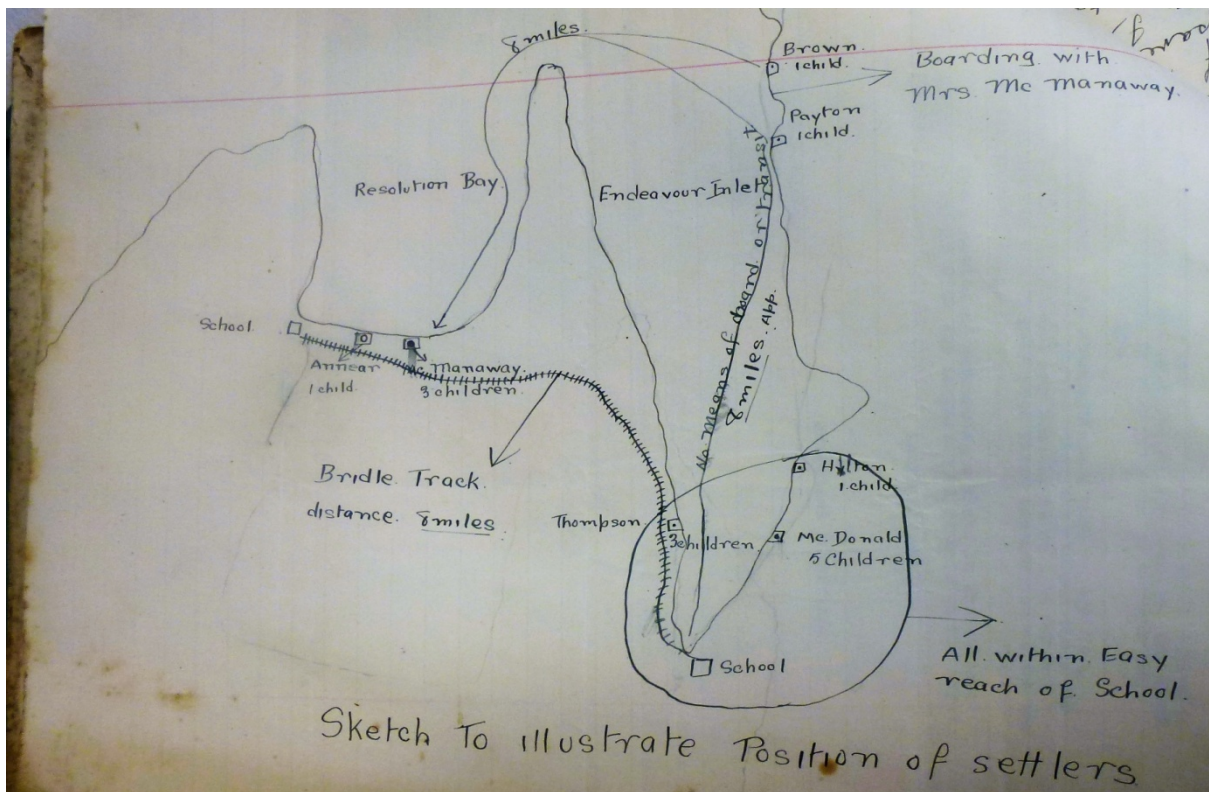 8 miles.
Brown.
1 child.
Boarding with
Mrs. Mc Manaway.
Payton
1 child.
Resolution Bay.
Endeavour Inlet
No Means of board or transit
8 miles. App.
School.
Annear
1 child.
Mc Manaway.
3 children.
Bridle Track.
distance. 8 miles.
Hilton.
1 child.
Thompson
3 children.
Mc. Donald
5 Children
School
All within Easy
reach of School.
Sketch To illustrate Position of settlers